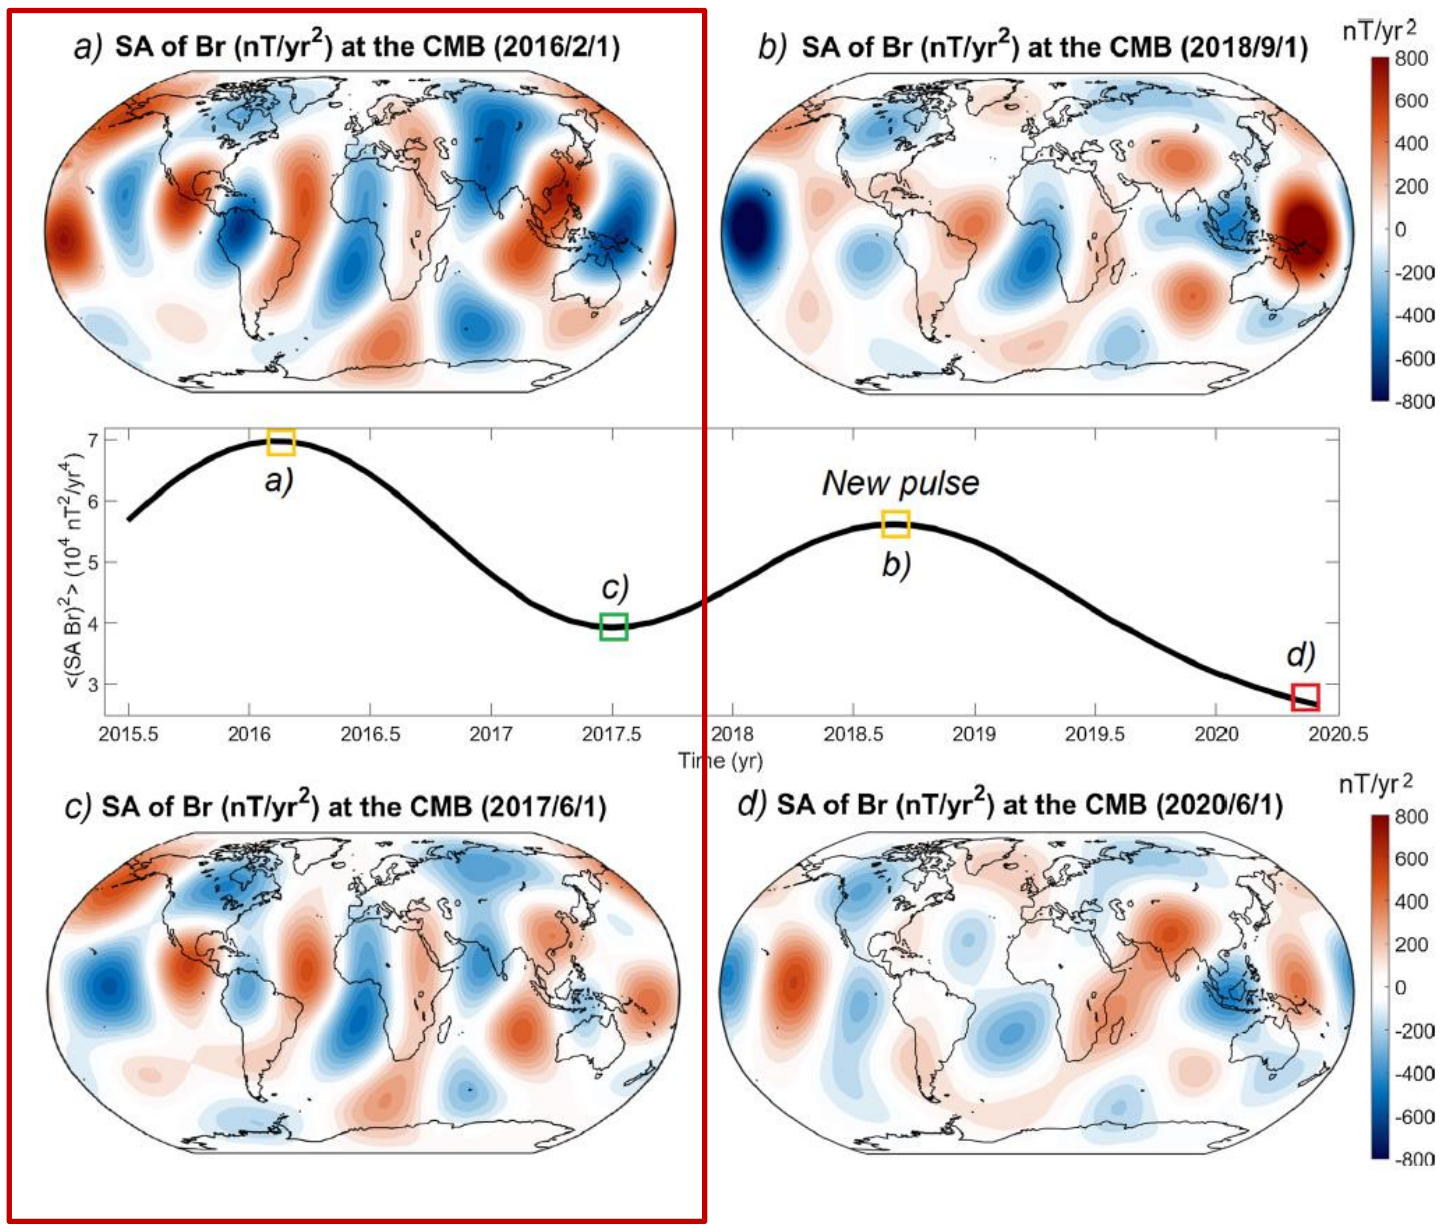 a) SA of Br (nT/yr²) at the CMB (2016/2/1)
b) SA of Br (nT/yr²) at the CMB (2018/9/1)
nT/yr²
800
600
400
200
0
-200
-400
-600
-800
<(SA Br)²> (10⁴ nT²/yr⁴)
7
6
5
4
3
a)
c)
New pulse
b)
d)
2015.5 2016 2016.5 2017 2017.5 2018 2018.5 2019 2019.5 2020 2020.5
Time (yr)
c) SA of Br (nT/yr²) at the CMB (2017/6/1)
d) SA of Br (nT/yr²) at the CMB (2020/6/1)
nT/yr²
800
600
400
200
0
-200
-400
-600
-800